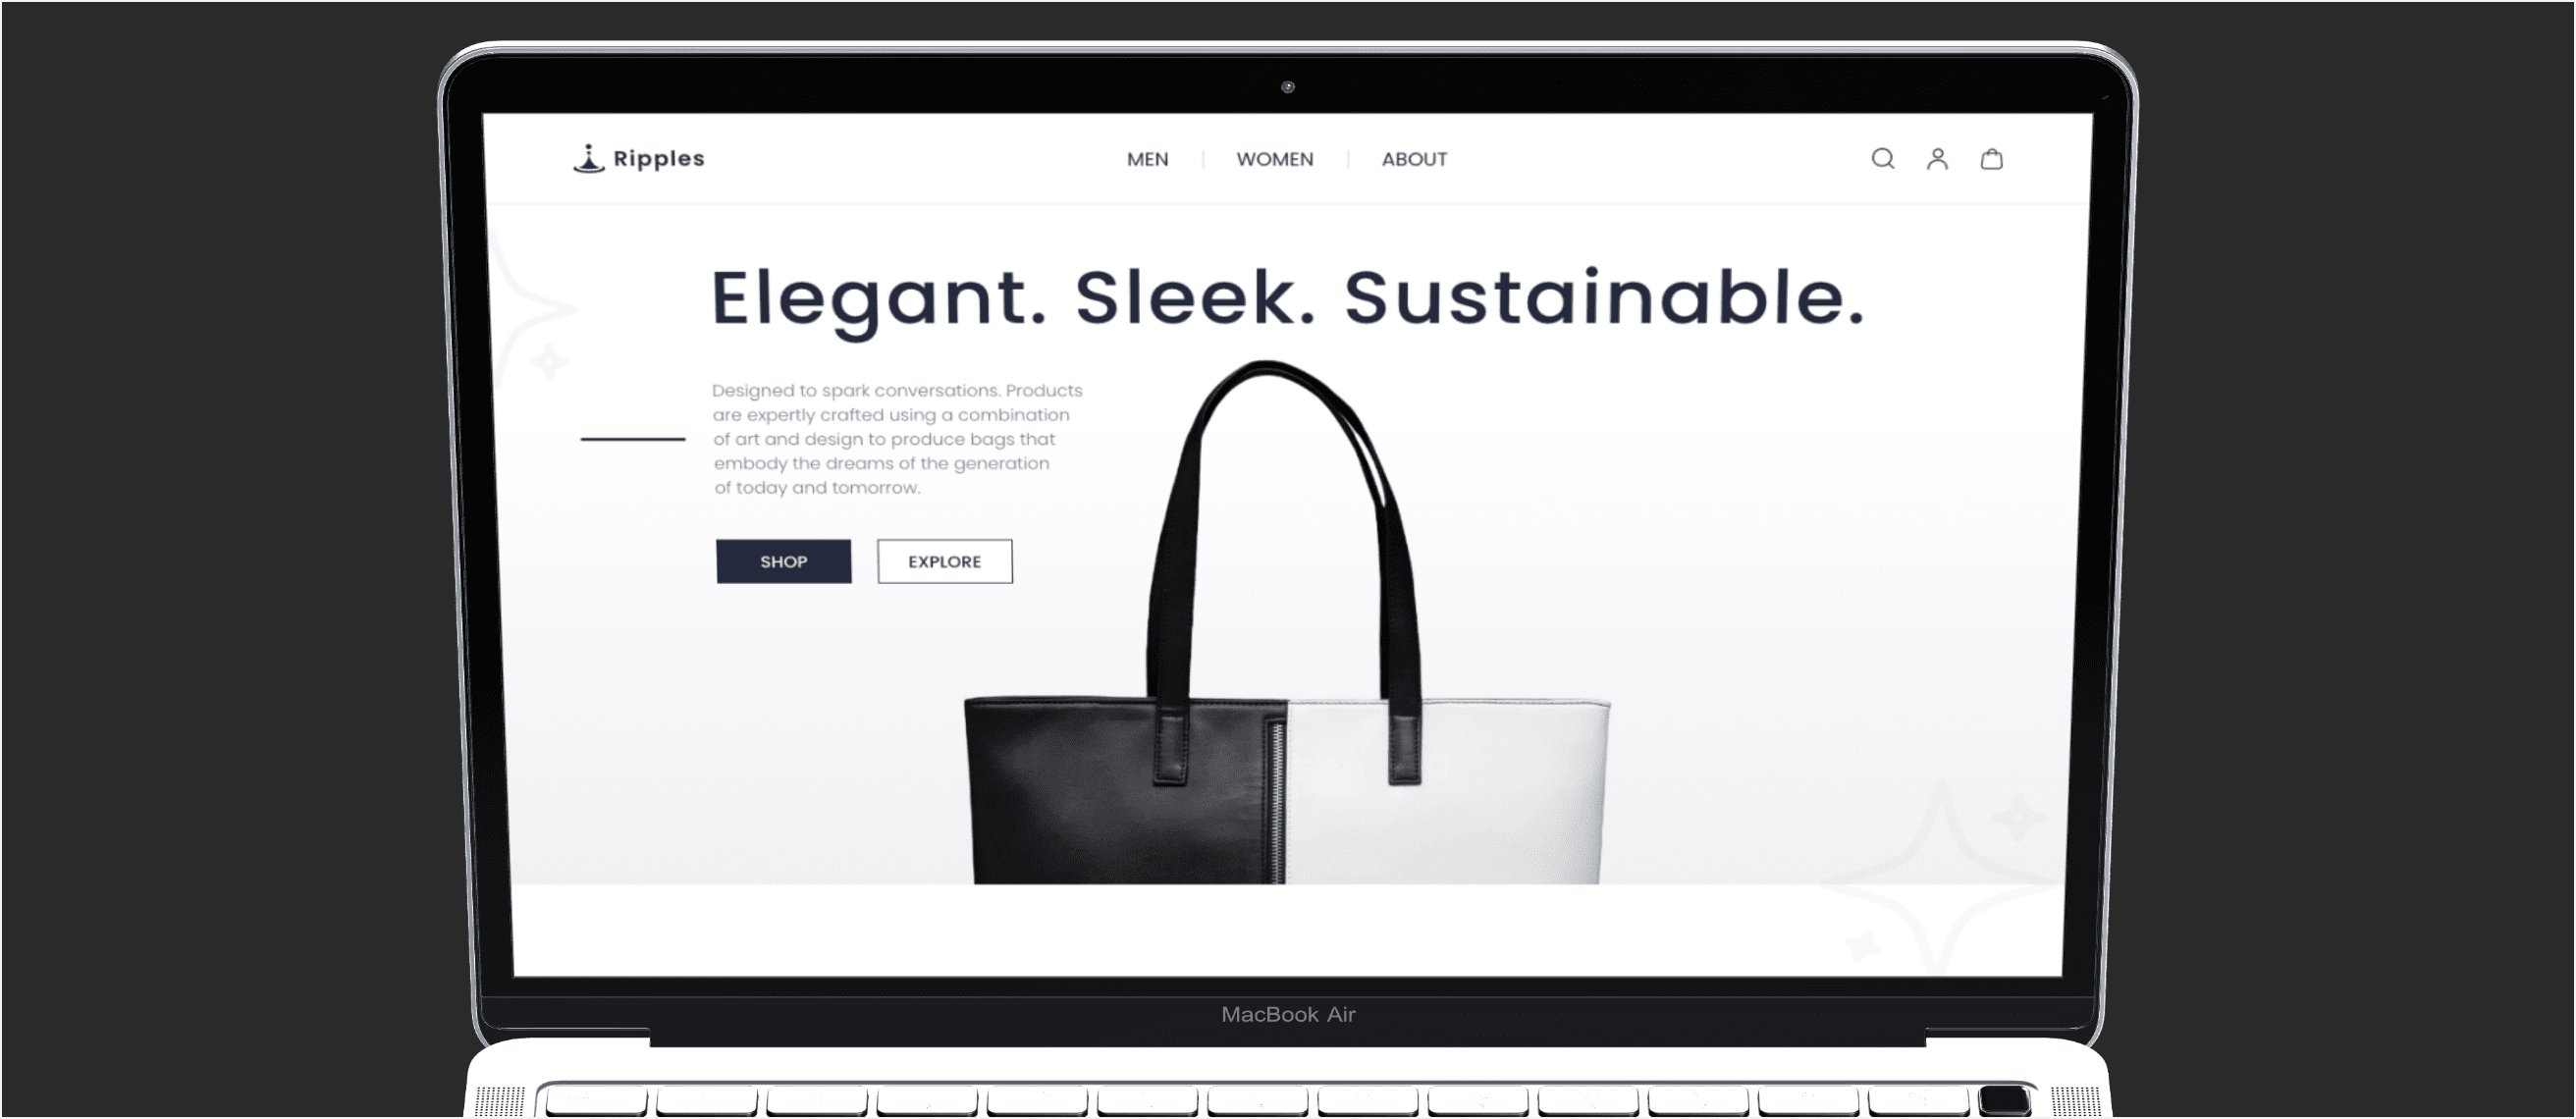 Ripples
MEN
WOMEN
ABOUT
Elegant. Sleek. Sustainable.
Designed to spark conversations. Products
are expertly crafted using a combination
of art and design to produce bags that
embody the dreams of the generation
of today and tomorrow.
SHOP
EXPLORE
MacBook Air